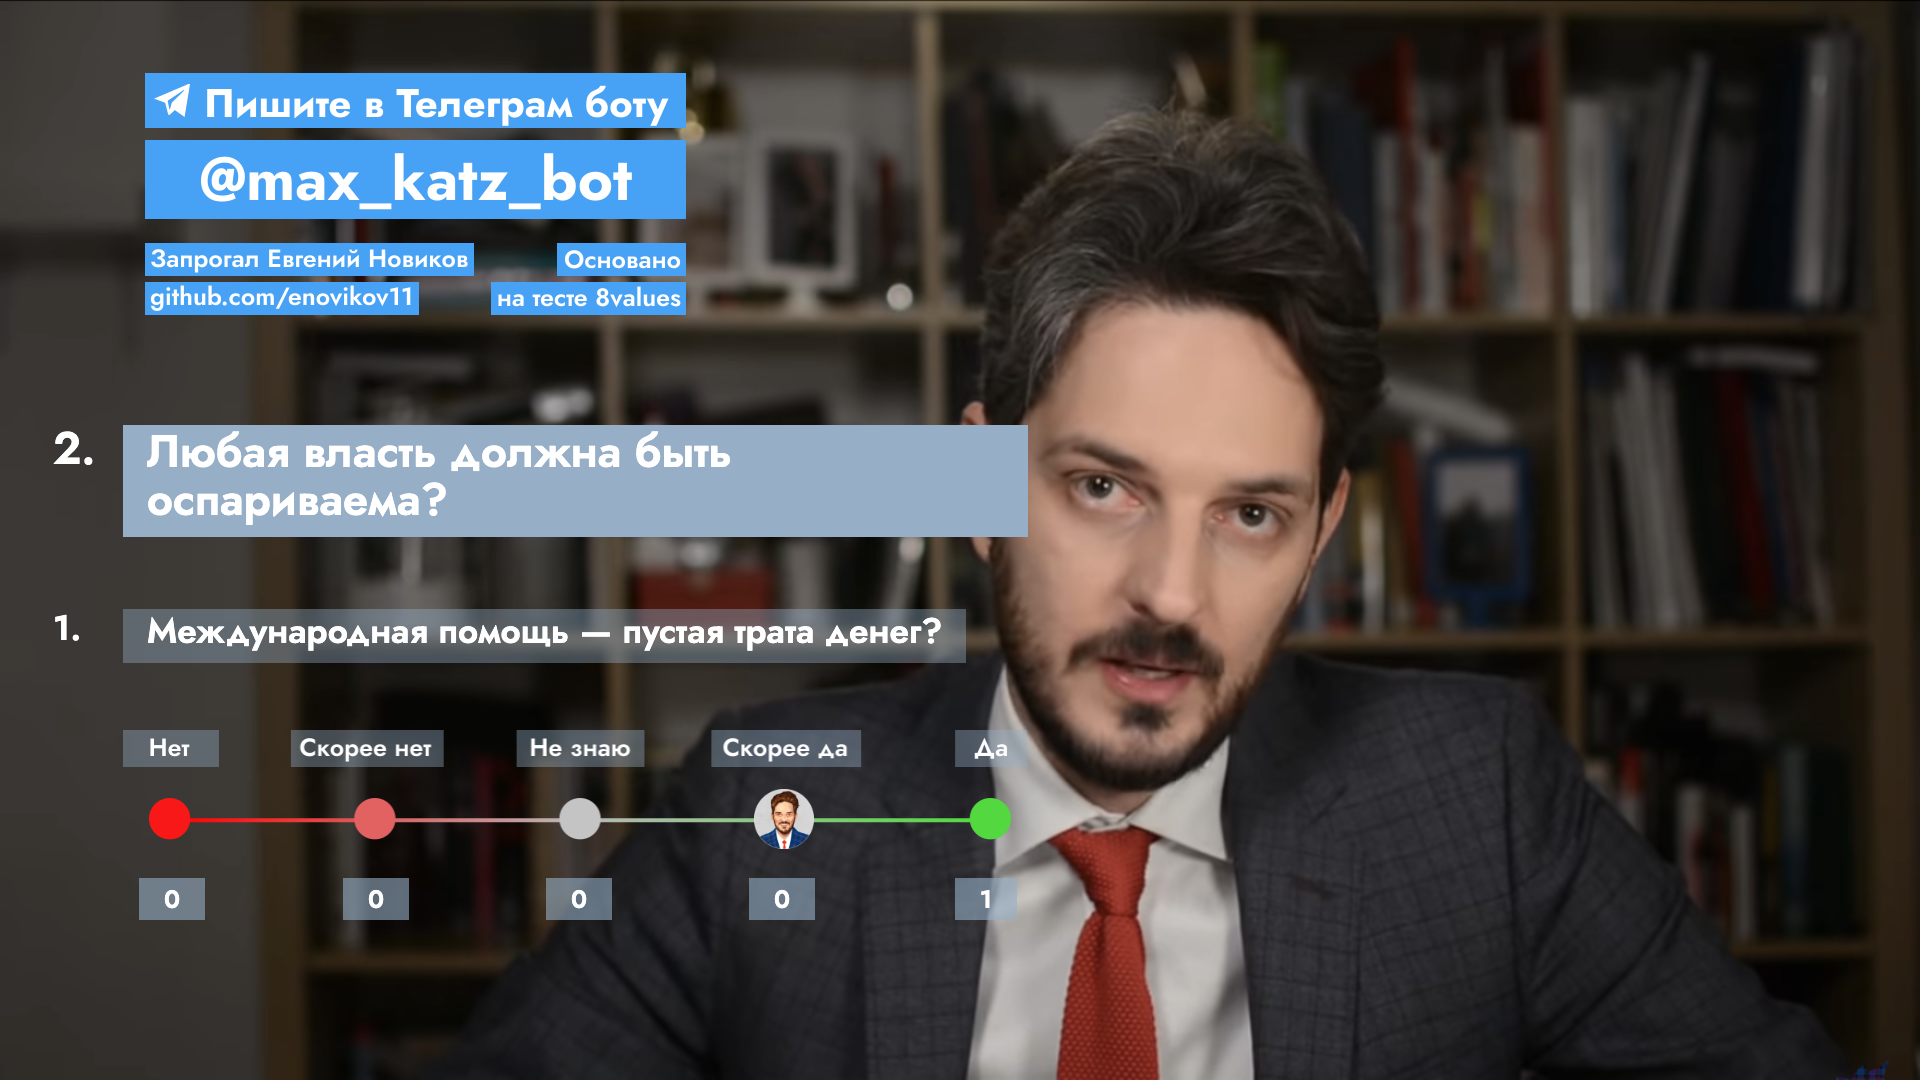 Пишите в Телеграм боту
@max_katz_bot
Запрогал Евгений Новиков
github.com/enovikov11
Основано
на тесте 8values
2.
Любая власть должна быть
оспариваема?
1.
Международная помощь — пустая трата денег?
Нет
Скорее нет
Не знаю
Скорее да
Да
0
0
0
0
1